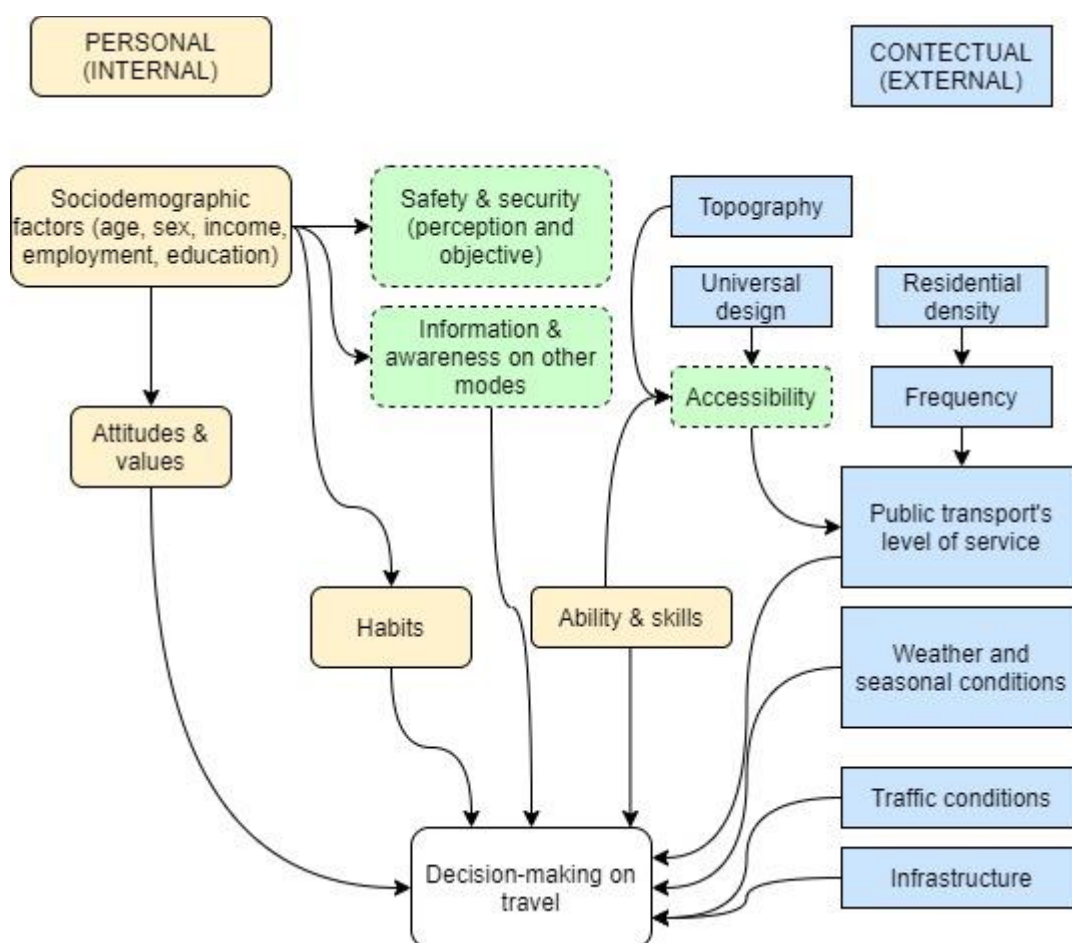 PERSONAL
(INTERNAL)
CONTECTUAL
(EXTERNAL)
Sociodemographic
factors (age, sex, income,
employment, education)
Safety & security
(perception and
objective)
Topography
Universal
design
Residential
density
Information &
awareness on other
modes
Accessibility
Frequency
Attitudes &
values
Public transport's
level of service
Habits
Ability & skills
Weather and
seasonal conditions
Traffic conditions
Decision-making on
travel
Infrastructure